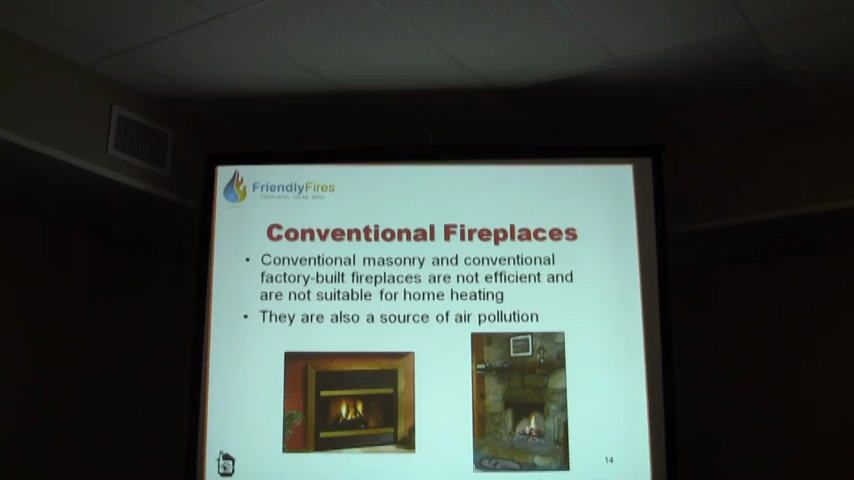 FriendlyFires
Conventional Fireplaces
• Conventional masonry and conventional
factory-built fireplaces are not efficient and
are not suitable for home heating
• They are also a source of air pollution
14